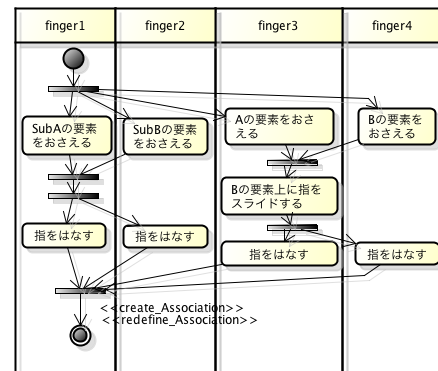 finger1
finger2
finger3
finger4
SubAの要素
をおさえる
SubBの要素
をおさえる
Aの要素をおさ
える
Bの要素を
おさえる
Bの要素上に指を
スライドする
指をはなす
指をはなす
指をはなす
指をはなす
<<create_Association>>
<<redefine_Association>>